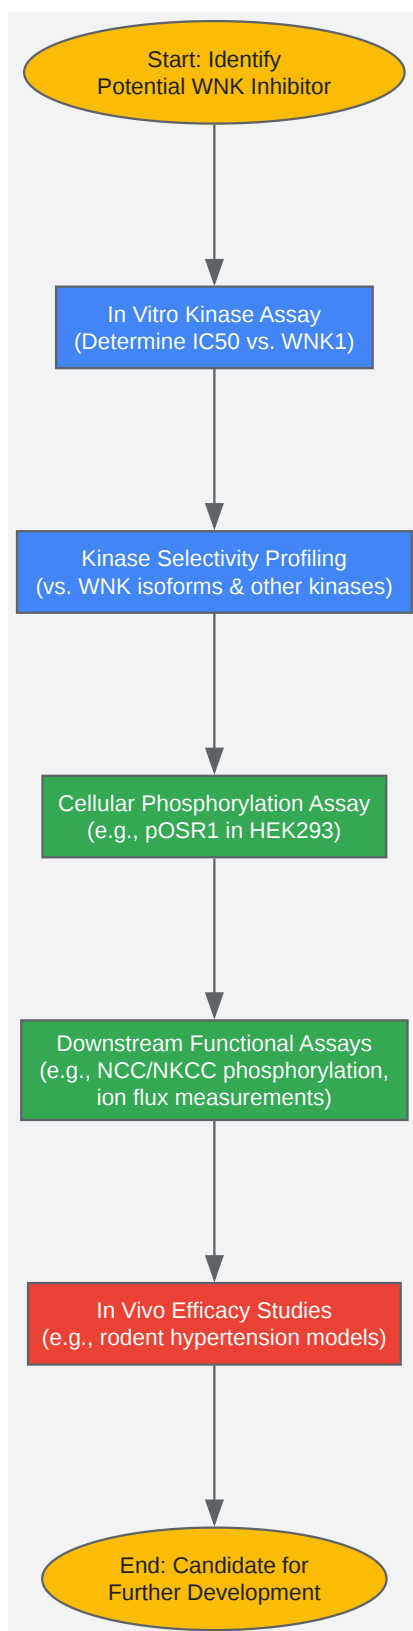 Start: Identify
Potential WNK Inhibitor
In Vitro Kinase Assay
(Determine IC50 vs. WNK1)
Kinase Selectivity Profiling
(vs. WNK isoforms & other kinases)
Cellular Phosphorylation Assay
(e.g., pOSR1 in HEK293)
Downstream Functional Assays
(e.g., NCC/NKCC phosphorylation,
ion flux measurements)
In Vivo Efficacy Studies
(e.g., rodent hypertension models)
End: Candidate for
Further Development